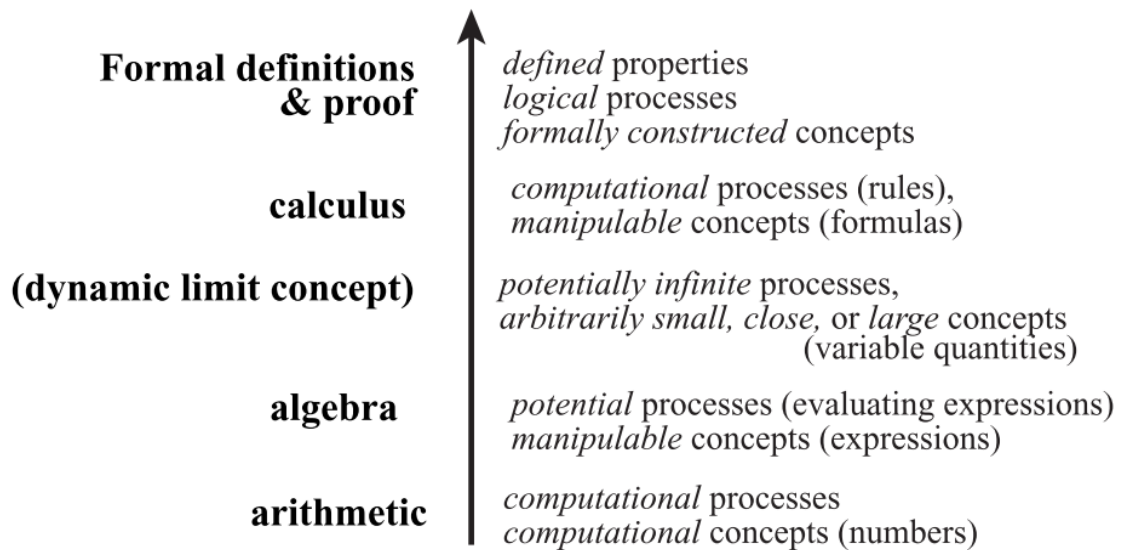 Formal definitions
& proof
defined properties
logical processes
formally constructed concepts
calculus
computational processes (rules),
manipulable concepts (formulas)
(dynamic limit concept)
potentially infinite processes,
arbitrarily small, close, or large concepts
(variable quantities)
algebra
potential processes (evaluating expressions)
manipulable concepts (expressions)
arithmetic
computational processes
computational concepts (numbers)